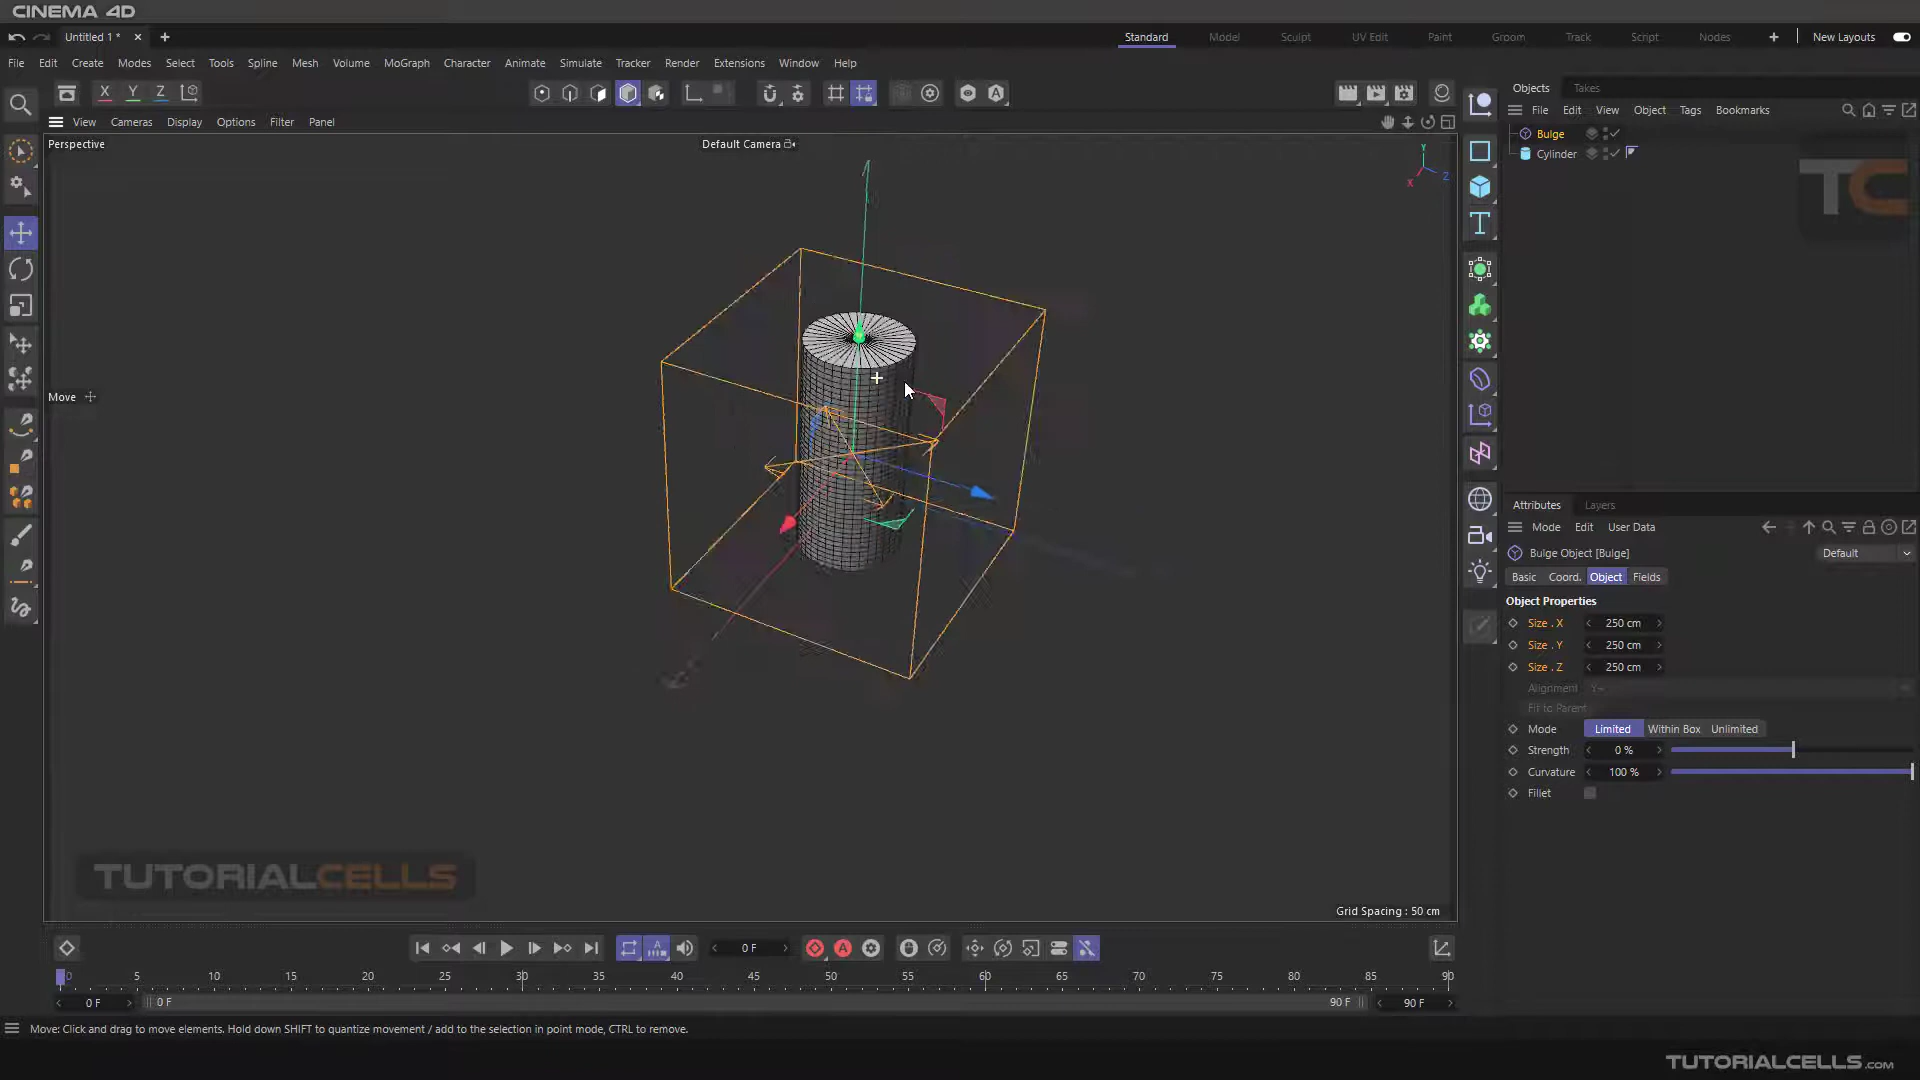 CINEMA 4D
Untitled 1 *
Standard Model Sculpt UV Edit Paint Groom Track Script Nodes New Layouts
File Edit Create Modes Select Tools Spline Mesh Volume MoGraph Character Animate Simulate Tracker Render Extensions Window Help
X Y Z
Objects Takes
File Edit View Object Tags Bookmarks
View Cameras Display Options Filter Panel
Perspective
Default Camera
Y
X
Z
Bulge
Cylinder
TC
Move
Attributes Layers
Mode Edit User Data
Bulge Object [Bulge]
Default
Basic Coord. Object Fields
Object Properties
Size . X 250 cm
Size . Y 250 cm
Size . Z 250 cm
Alignment Y-
Fit to Parent
Mode Limited Within Box Unlimited
Strength 0 %
Curvature 100 %
Fillet
TUTORIALCELLS
Grid Spacing : 50 cm
0 F
0 5 10 15 20 25 30 35 40 45 50 55 60 65 70 75 80 85 90
0 F 0 F 90 F 90 F
Move: Click and drag to move elements. Hold down SHIFT to quantize movement / add to the selection in point mode, CTRL to remove.
TUTORIALCELLS.COM